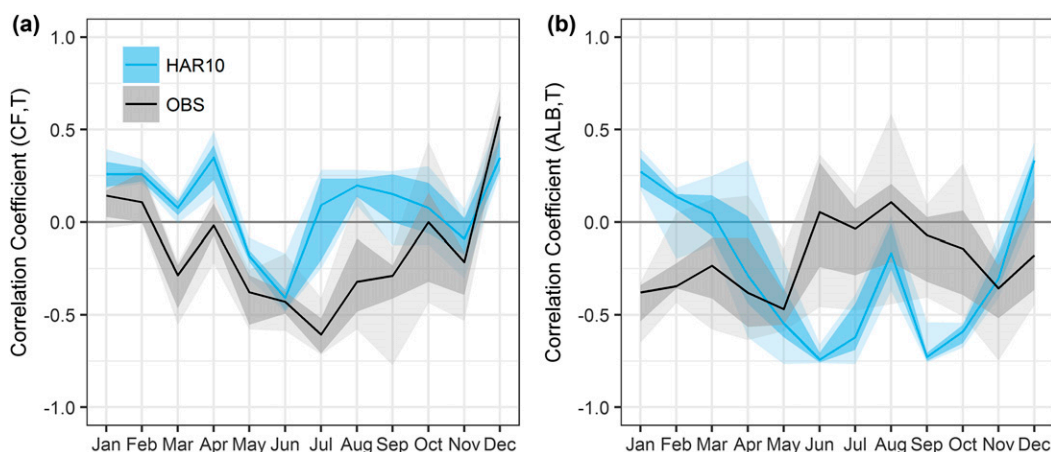 (a)
Correlation Coefficient (CF,T)
1.0
0.5
0.0
-0.5
-1.0
HAR10
OBS
Jan Feb Mar Apr May Jun Jul Aug Sep Oct Nov Dec
(b)
Correlation Coefficient (ALB,T)
1.0
0.5
0.0
-0.5
-1.0
Jan Feb Mar Apr May Jun Jul Aug Sep Oct Nov Dec